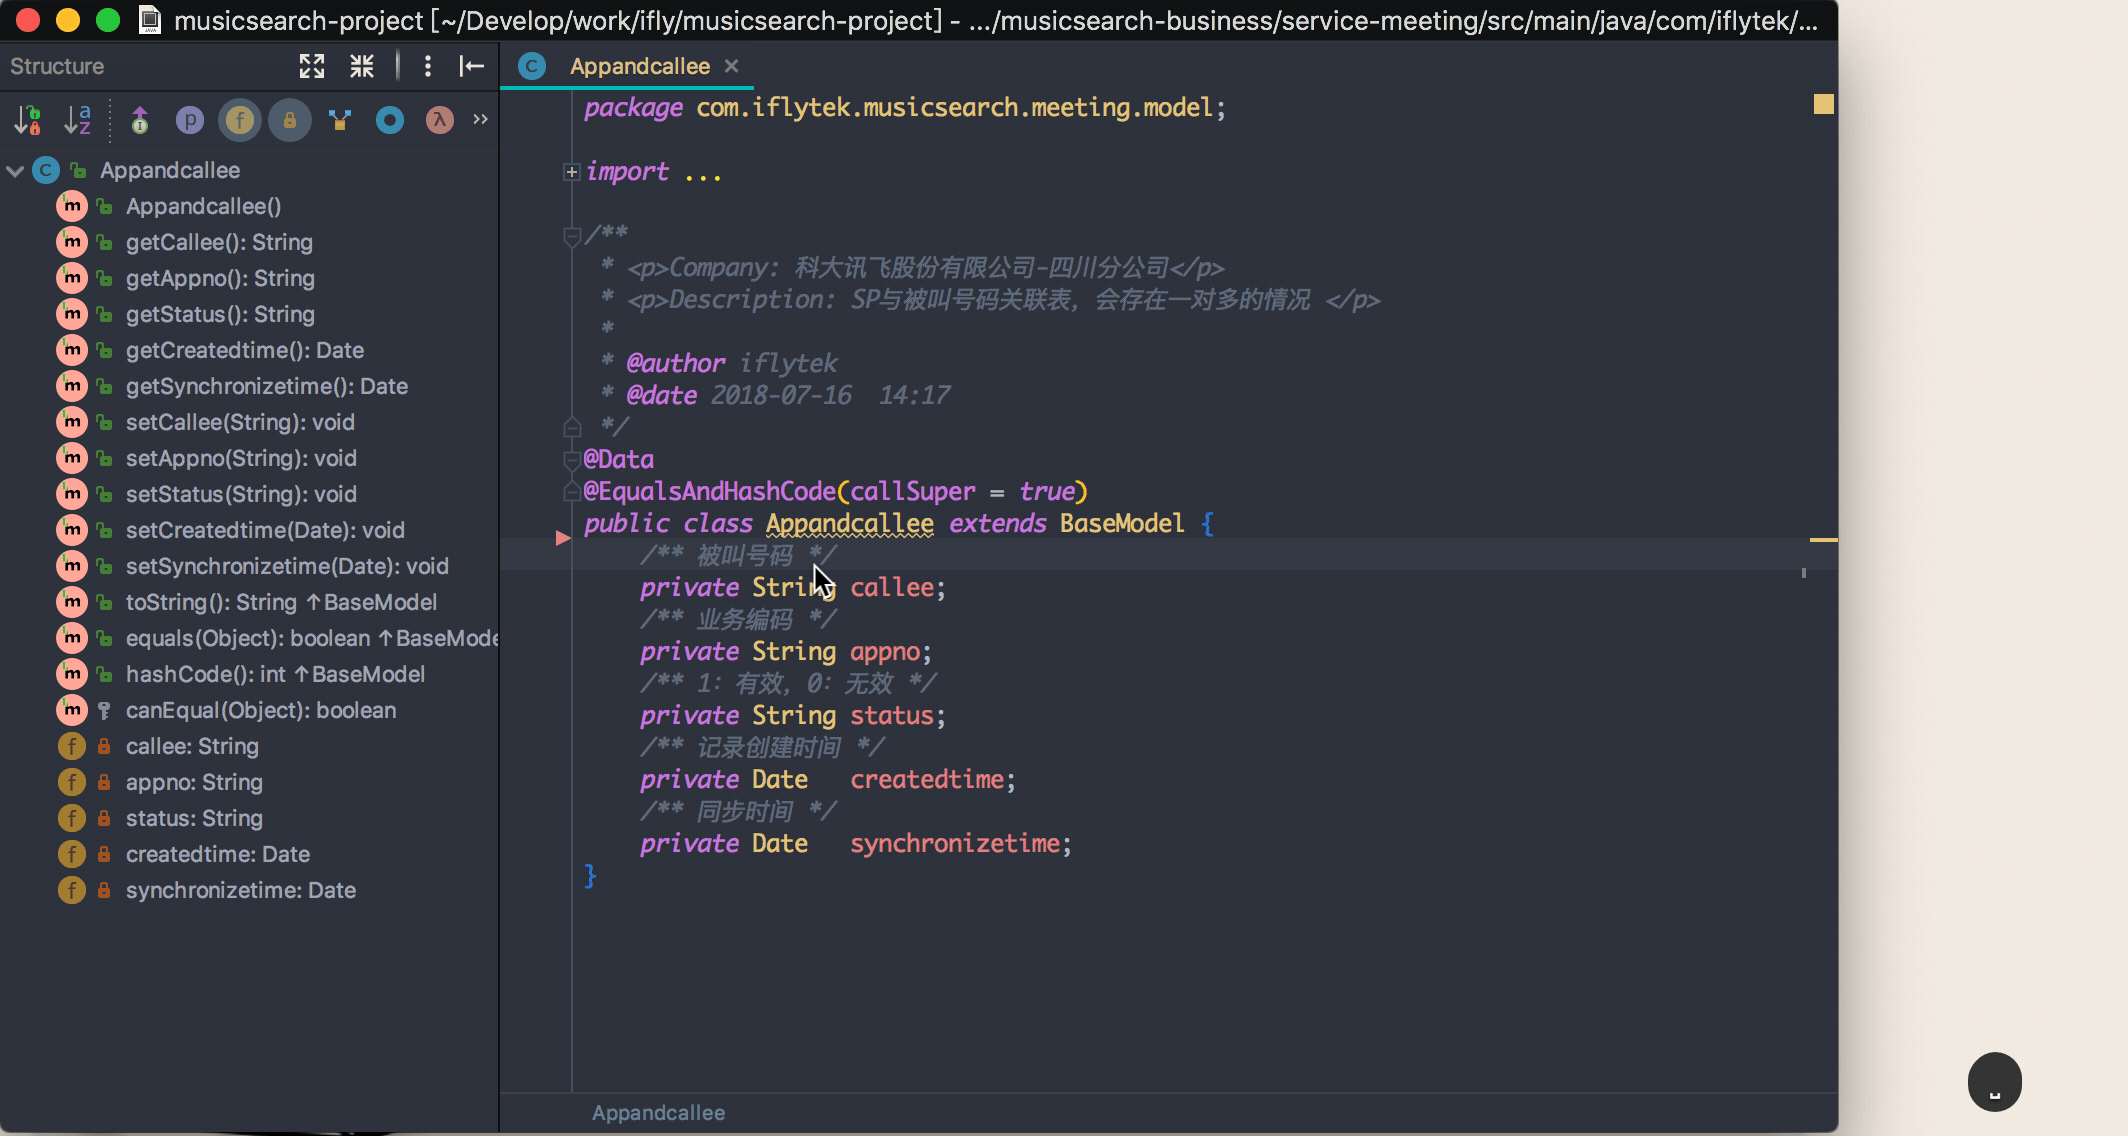 musicsearch-project [~/Develop/work/ifly/musicsearch-project] - .../musicsearch-business/service-meeting/src/main/java/com/iflytek/...
Structure
Appandcallee
Appandcallee()
getCallee(): String
getAppno(): String
getStatus(): String
getCreatedtime(): Date
getSynchronizetime(): Date
setCallee(String): void
setAppno(String): void
setStatus(String): void
setCreatedtime(Date): void
setSynchronizetime(Date): void
toString(): String ↑BaseModel
equals(Object): boolean ↑BaseMode
hashCode(): int ↑BaseModel
canEqual(Object): boolean
callee: String
appno: String
status: String
createdtime: Date
synchronizetime: Date
Appandcallee
package com.iflytek.musicsearch.meeting.model;
import ...
/**
* <p>Company: 科大讯飞股份有限公司-四川分公司</p>
* <p>Description: SP与被叫号码关联表，会存在一对多的情况 </p>
*
* @author iflytek
* @date 2018-07-16  14:17
*/
@Data
@EqualsAndHashCode(callSuper = true)
public class Appandcallee extends BaseModel {
/** 被叫号码 */
private String callee;
/** 业务编码 */
private String appno;
/** 1：有效，0：无效 */
private String status;
/** 记录创建时间 */
private Date   createdtime;
/** 同步时间 */
private Date   synchronizetime;
}
Appandcallee